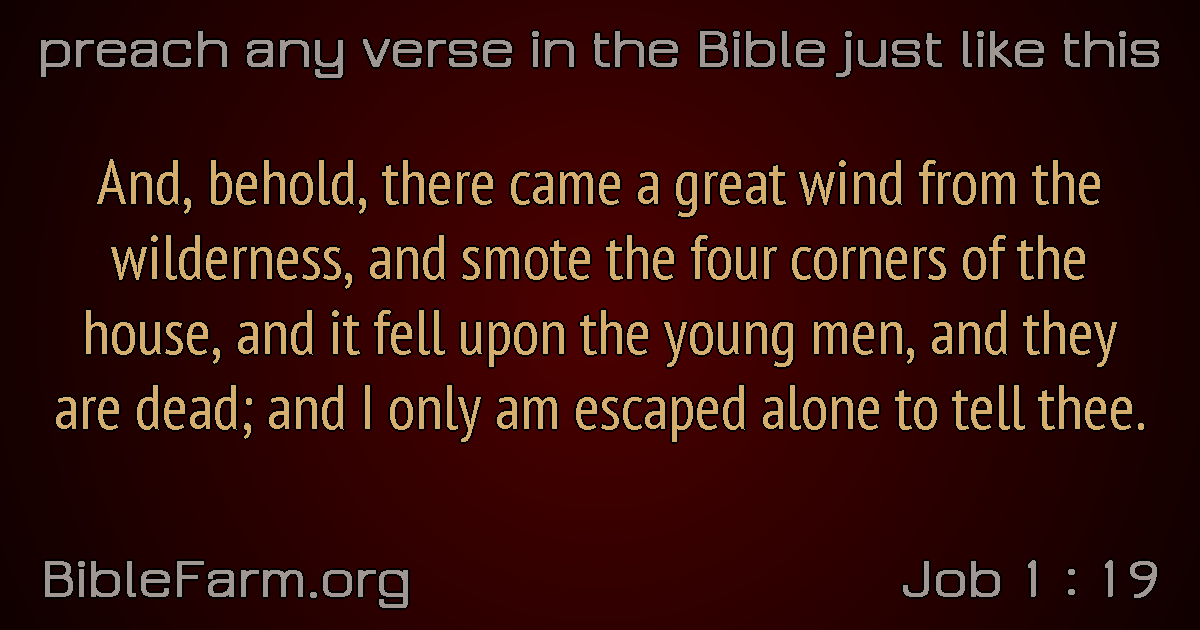 preach any verse in the Bible just like this
And, behold, there came a great wind from the
wilderness, and smote the four corners of the
house, and it fell upon the young men, and they
are dead; and I only am escaped alone to tell thee.
BibleFarm.org
Job 1 : 19